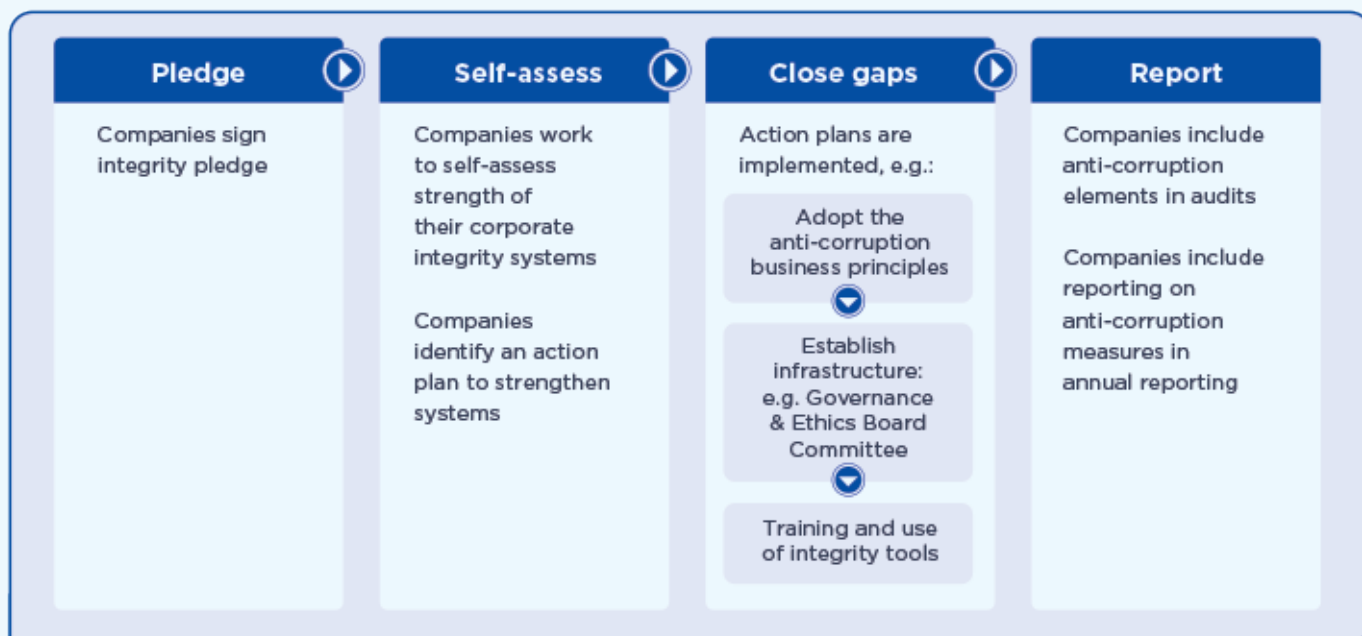 Pledge
Companies sign
integrity pledge
Self-assess
Companies work
to self-assess
strength of
their corporate
integrity systems
Companies
identify an action
plan to strengthen
systems
Close gaps
Action plans are
implemented, e.g.:
Adopt the
anti-corruption
business principles
Establish
infrastructure:
e.g. Governance
& Ethics Board
Committee
Training and use
of integrity tools
Report
Companies include
anti-corruption
elements in audits
Companies include
reporting on
anti-corruption
measures in
annual reporting